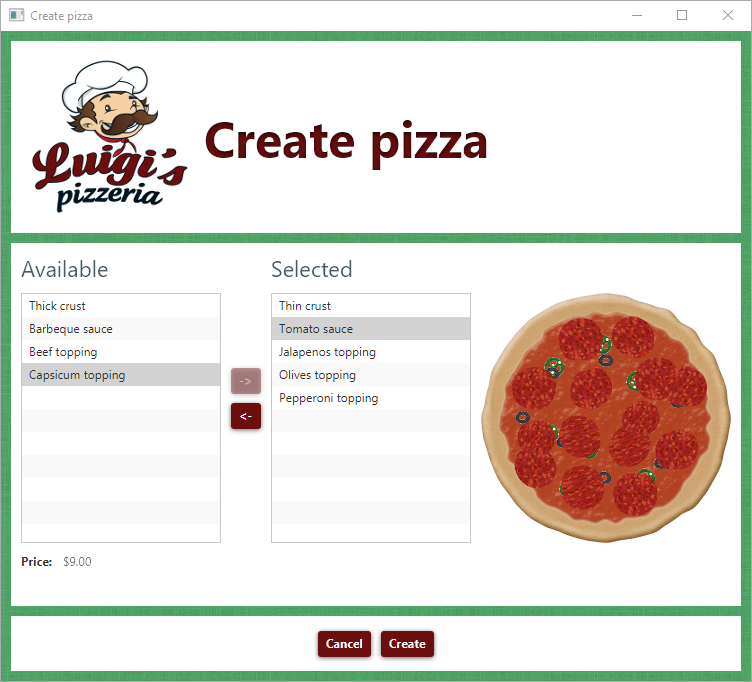 Create pizza
Luigi's
pizzeria
Create pizza
Available
Selected
Thick crust
Barbeque sauce
Beef topping
Capsicum topping
->
<-
Thin crust
Tomato sauce
Jalapenos topping
Olives topping
Pepperoni topping
Price: $9.00
Cancel
Create